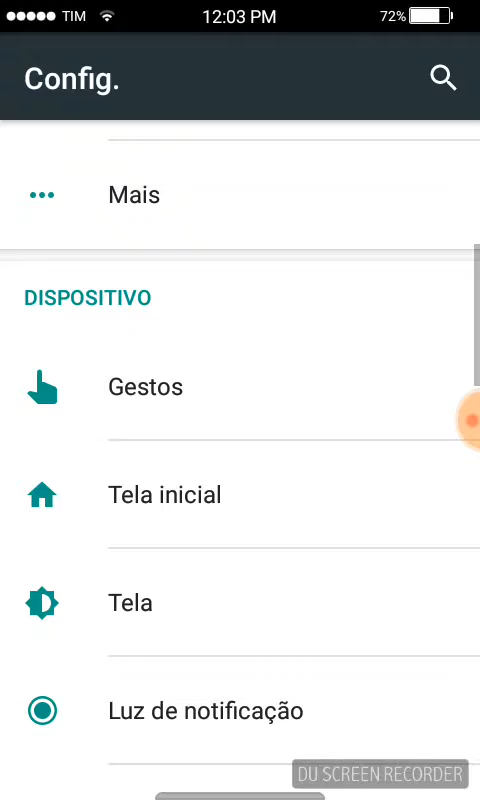 TIM 12:03 PM 72%
Config.
Mais
DISPOSITIVO
Gestos
Tela inicial
Tela
Luz de notificação
DU SCREEN RECORDER